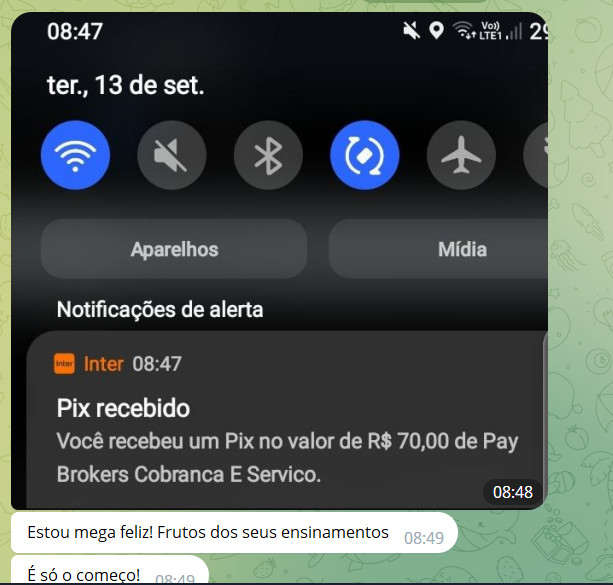 08:47
Vo))
LTE1
ter., 13 de set.
Aparelhos
Mídia
Notificações de alerta
inter Inter 08:47
Pix recebido
Você recebeu um Pix no valor de R$ 70,00 de Pay
Brokers Cobranca E Servico.
08:48
Estou mega feliz! Frutos dos seus ensinamentos 08:49
É só o começo! 08:49